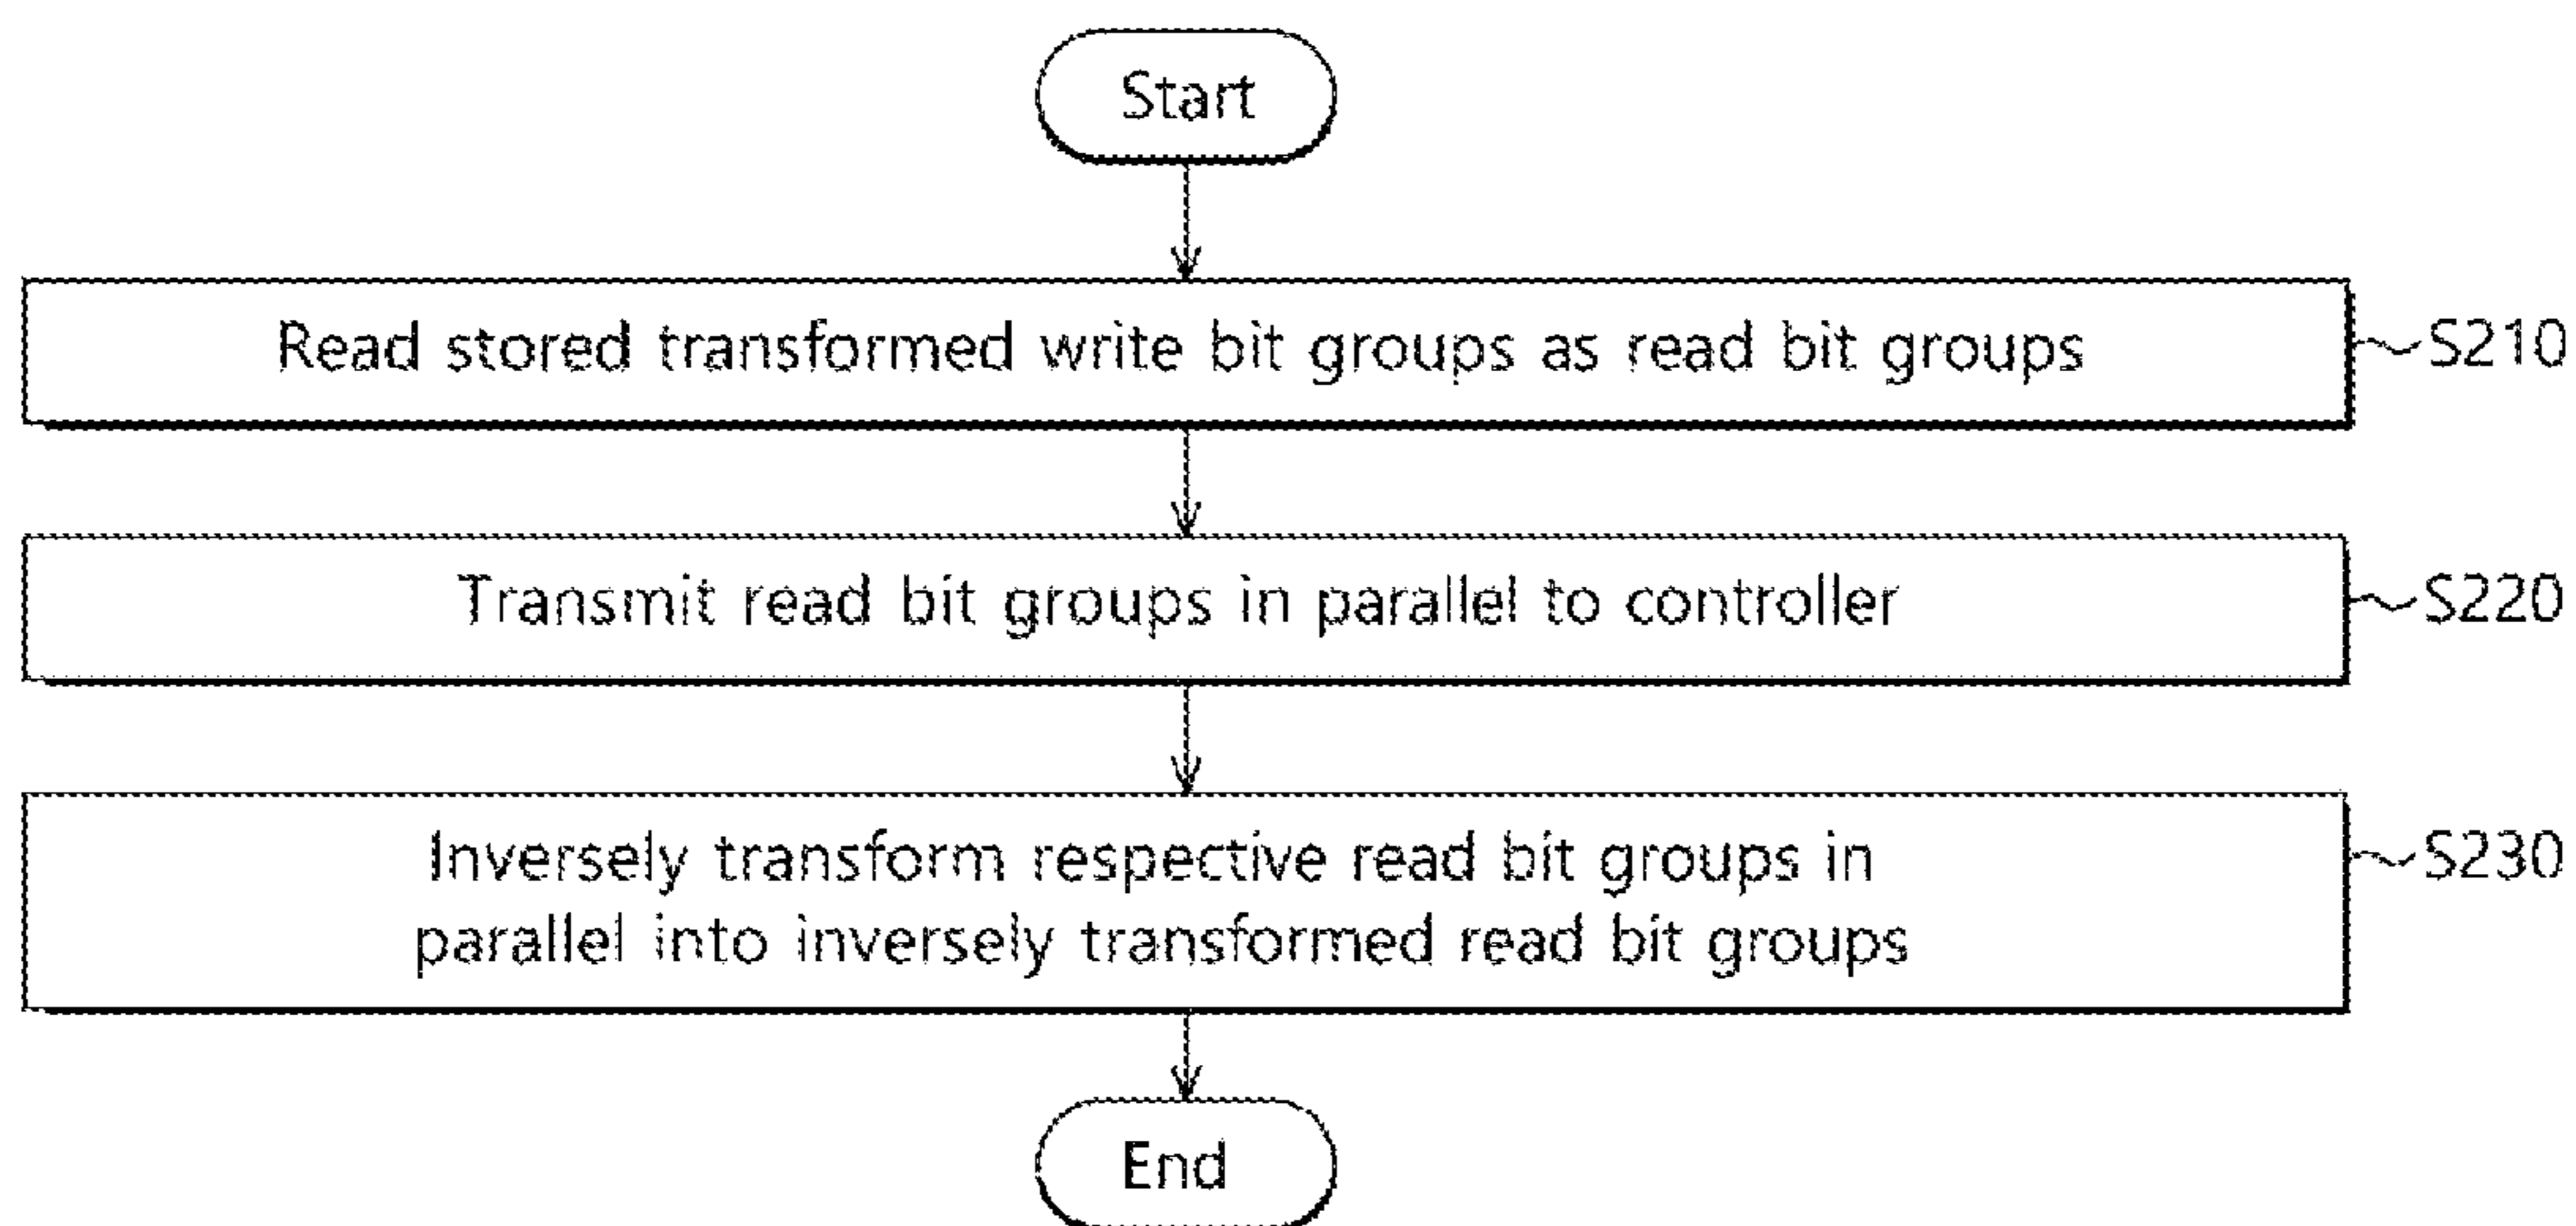 Start
Read stored transformed write bit groups as read bit groups
S210
Transmit read bit groups in parallel to controller
S220
Inversely transform respective read bit groups in
parallel into inversely transformed read bit groups
S230
End